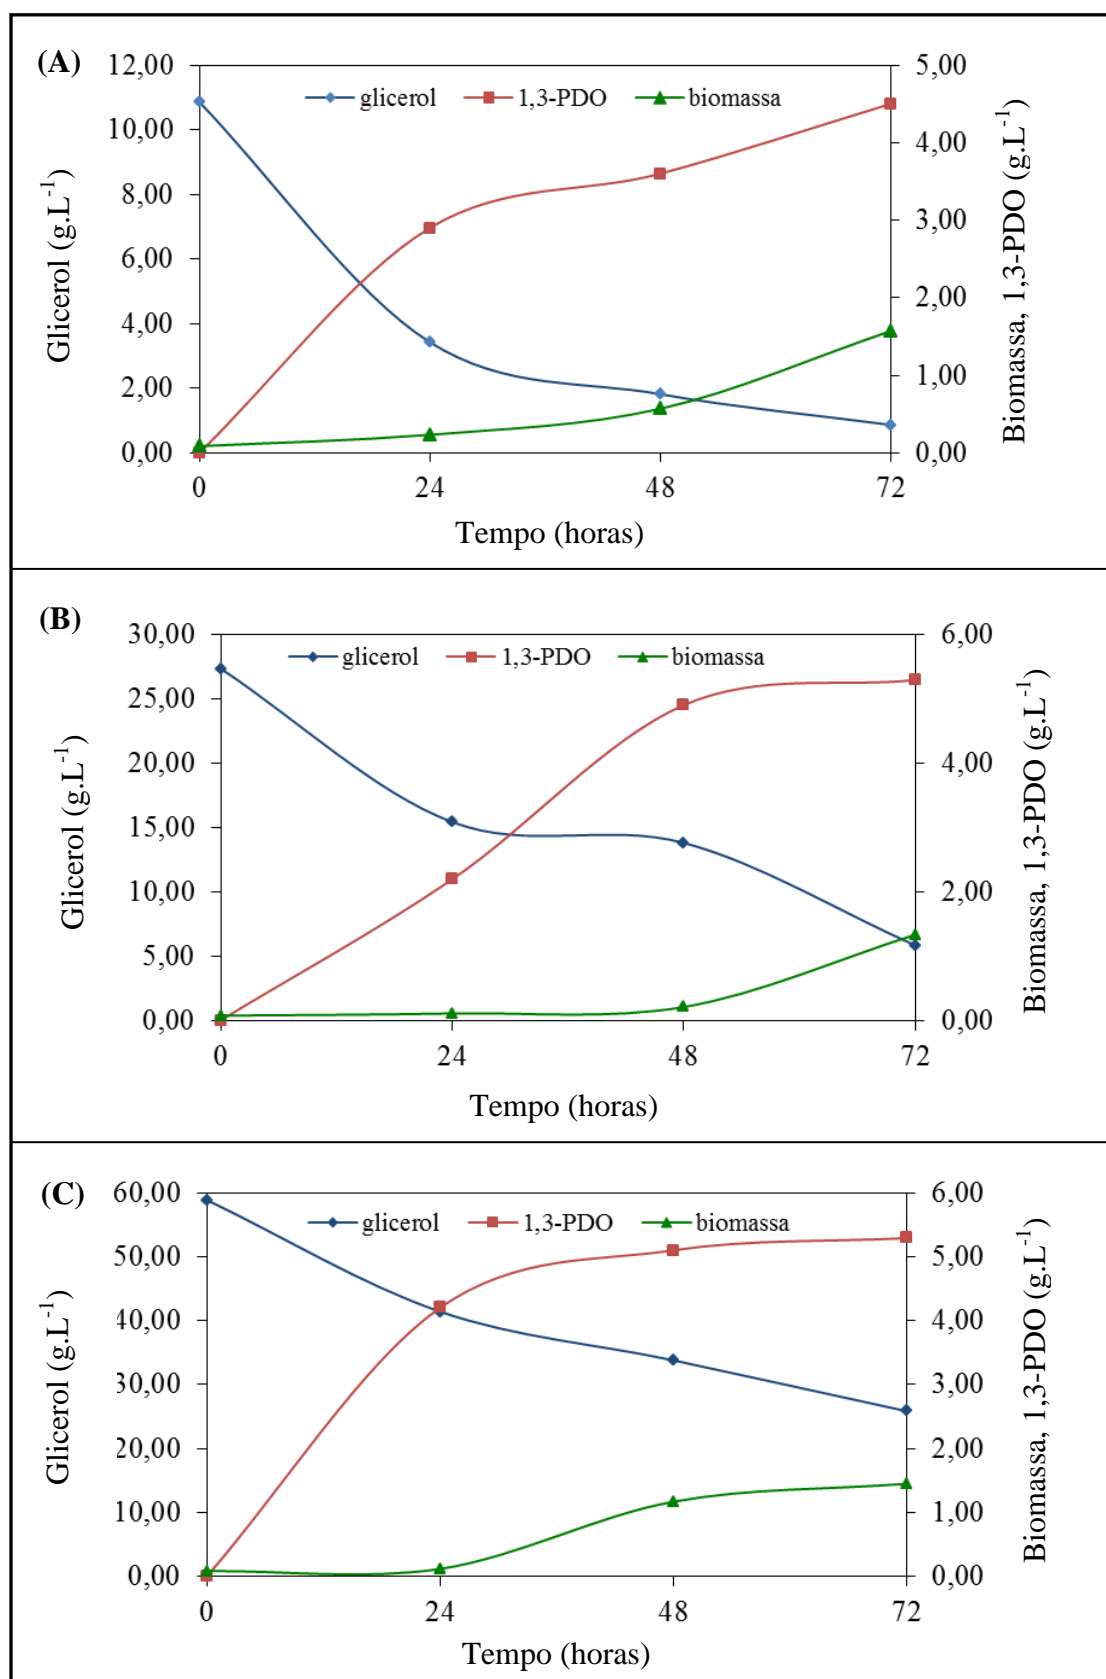 (A)
12,00
10,00
8,00
6,00
4,00
2,00
0,00
5,00
4,00
3,00
2,00
1,00
0,00
glicerol 1,3-PDO biomassa
Glicerol (g.L-1)
Biomassa, 1,3-PDO (g.L-1)
0 24 48 72
Tempo (horas)
(B)
30,00
25,00
20,00
15,00
10,00
5,00
0,00
6,00
4,00
2,00
0,00
glicerol 1,3-PDO biomassa
Glicerol (g.L-1)
Biomassa, 1,3-PDO (g.L-1)
0 24 48 72
Tempo (horas)
(C)
60,00
50,00
40,00
30,00
20,00
10,00
0,00
6,00
5,00
4,00
3,00
2,00
1,00
0,00
glicerol 1,3-PDO biomassa
Glicerol (g.L-1)
Biomassa, 1,3-PDO (g.L-1)
0 24 48 72
Tempo (horas)